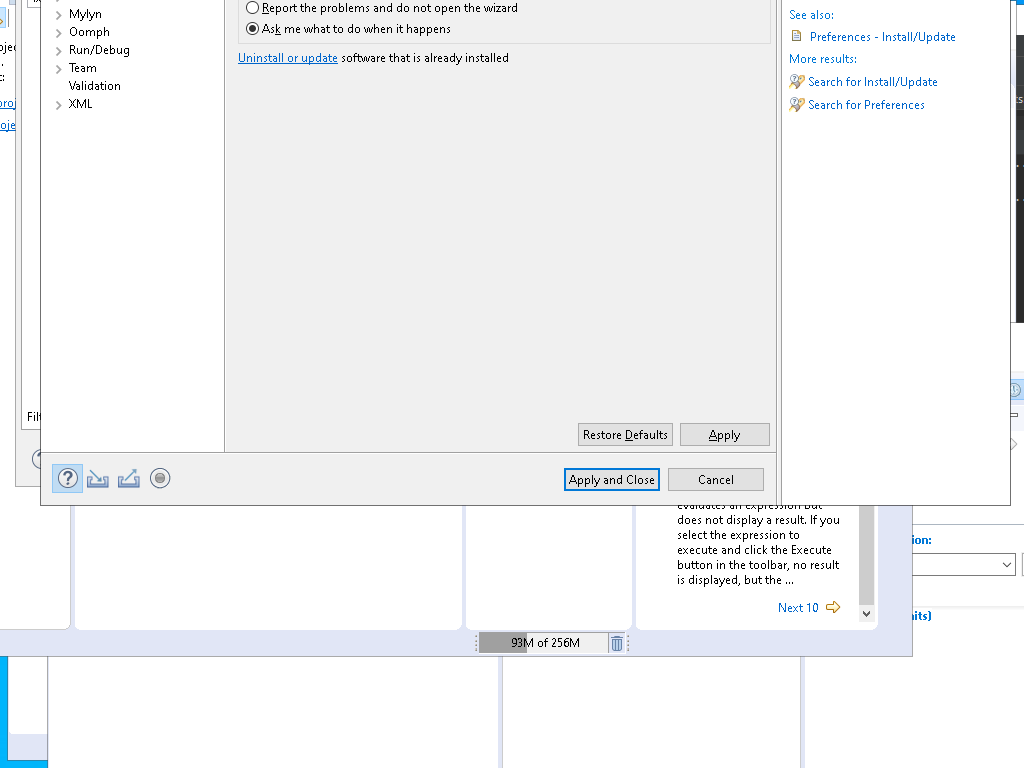 Mylyn
Oomph
Run/Debug
Team
Validation
XML
Report the problems and do not open the wizard
Ask me what to do when it happens
Uninstall or update software that is already installed
See also:
Preferences - Install/Update
More results:
Search for Install/Update
Search for Preferences
Restore Defaults
Apply
Apply and Close
Cancel
does not display a result. If you
select the expression to
execute and click the Execute
button in the toolbar, no result
is displayed, but the ...
Next 10
93M of 256M
ion: